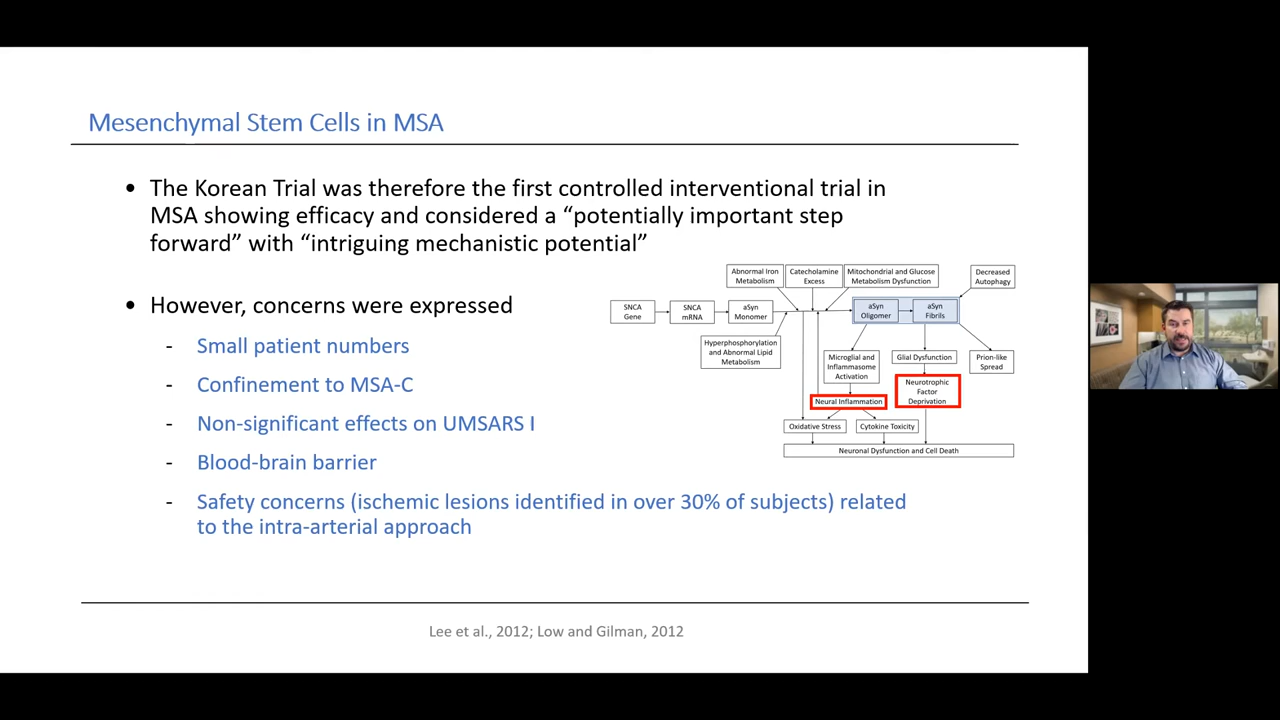 Mesenchymal Stem Cells in MSA
• The Korean Trial was therefore the first controlled interventional trial in
MSA showing efficacy and considered a “potentially important step
forward” with “intriguing mechanistic potential”
• However, concerns were expressed
- Small patient numbers
- Confinement to MSA-C
- Non-significant effects on UMSARS I
- Blood-brain barrier
- Safety concerns (ischemic lesions identified in over 30% of subjects) related
to the intra-arterial approach
Abnormal Iron
Metabolism
Catecholamine
Excess
Mitochondrial and Glucose
Metabolism Dysfunction
Decreased
Autophagy
SNCA
Gene
SNCA
mRNA
aSyn
Monomer
aSyn
Oligomer
aSyn
Fibrils
Hyperphosphorylation
and Abnormal Lipid
Metabolism
Microglial and
Inflammasome
Activation
Glial Dysfunction
Prion-like
Spread
Neurotrophic
Factor
Deprivation
Neural Inflammation
Oxidative Stress
Cytokine Toxicity
Neuronal Dysfunction and Cell Death
Lee et al., 2012; Low and Gilman, 2012